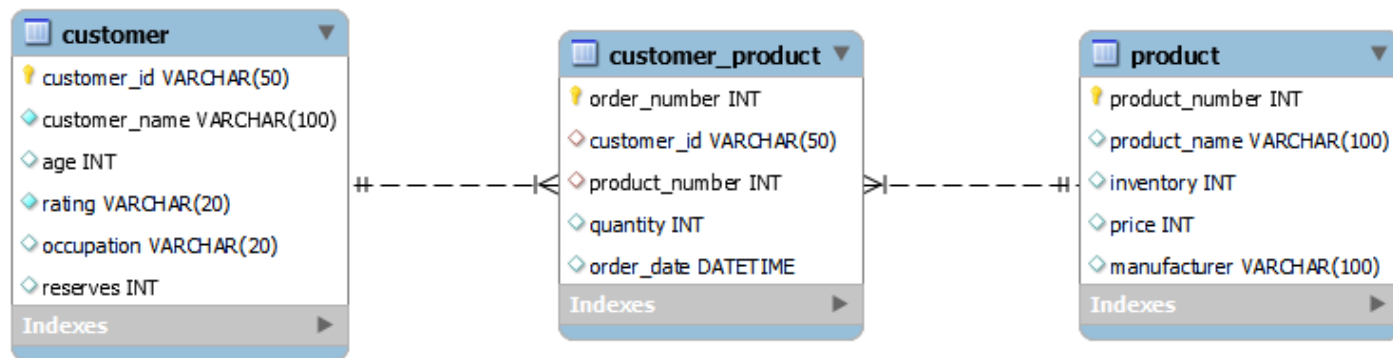 customer
customer_id VARCHAR(50)
customer_name VARCHAR(100)
age INT
rating VARCHAR(20)
occupation VARCHAR(20)
reserves INT
Indexes
customer_product
order_number INT
customer_id VARCHAR(50)
product_number INT
quantity INT
order_date DATETIME
Indexes
product
product_number INT
product_name VARCHAR(100)
inventory INT
price INT
manufacturer VARCHAR(100)
Indexes